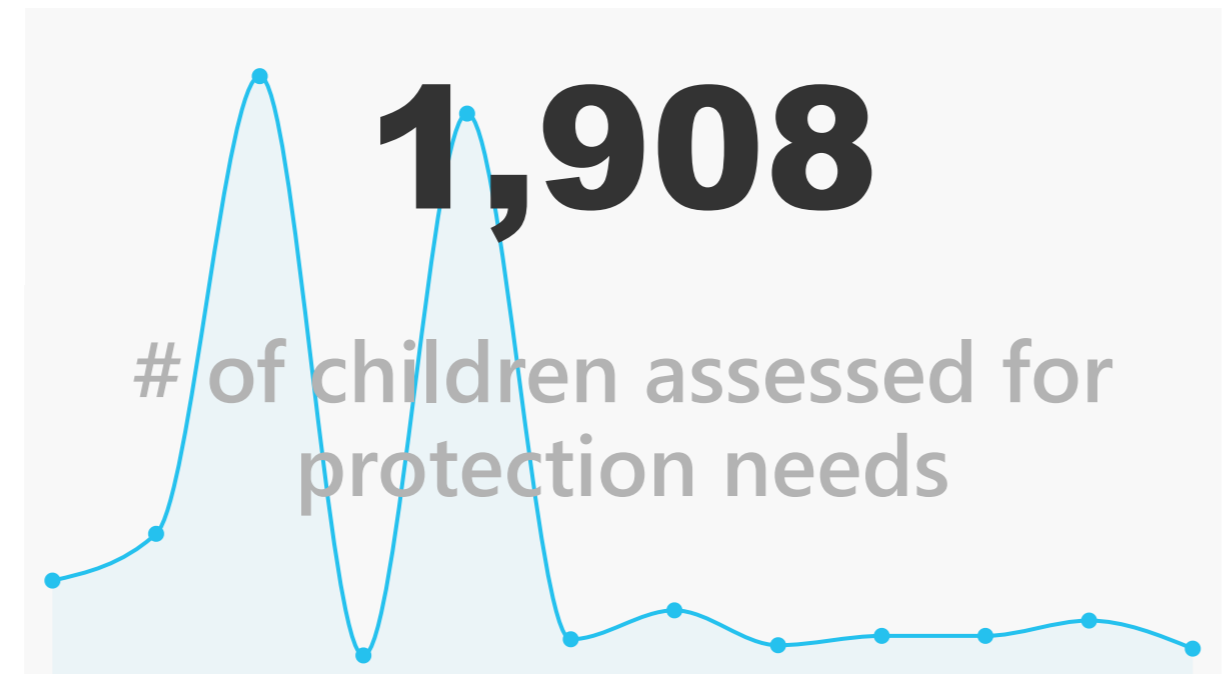 1,908
# of children assessed for
protection needs